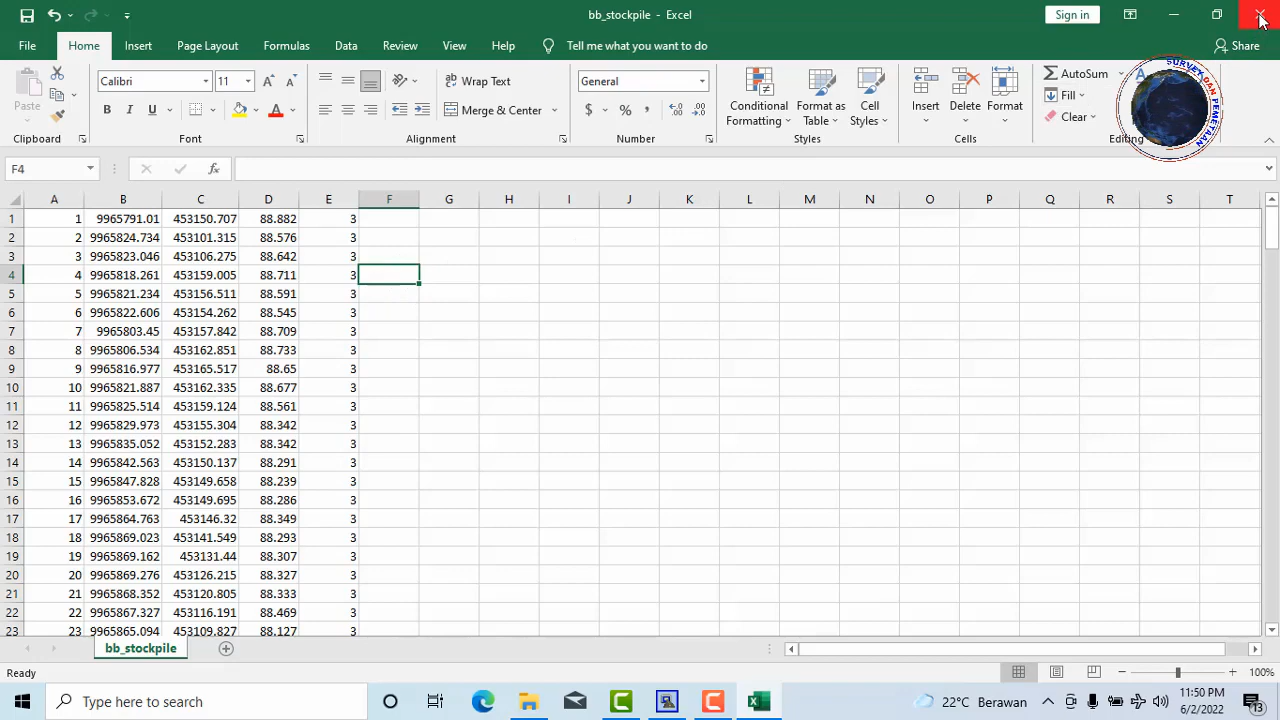 bb_stockpile - Excel
Sign in
File Home Insert Page Layout Formulas Data Review View Help Tell me what you want to do Share
Paste
Calibri 11
Wrap Text
Merge & Center
B I U
General
$ % ,
Conditional Formatting
Format as Table
Cell Styles
Insert
Delete
Format
AutoSum
Fill
Clear
Clipboard Font Alignment Number Styles Cells Editing
SURVEY DAN PEMETAAN
F4 fx
A B C D E F G H I J K L M N O P Q R S T
1 1 9965791.01 453150.707 88.882 3
2 2 9965824.734 453101.315 88.576 3
3 3 9965823.046 453106.275 88.642 3
4 4 9965818.261 453159.005 88.711 3
5 5 9965821.234 453156.511 88.591 3
6 6 9965822.606 453154.262 88.545 3
7 7 9965803.45 453157.842 88.709 3
8 8 9965806.534 453162.851 88.733 3
9 9 9965816.977 453165.517 88.65 3
10 10 9965821.887 453162.335 88.677 3
11 11 9965825.514 453159.124 88.561 3
12 12 9965829.973 453155.304 88.342 3
13 13 9965835.052 453152.283 88.342 3
14 14 9965842.563 453150.137 88.291 3
15 15 9965847.828 453149.658 88.239 3
16 16 9965853.672 453149.695 88.286 3
17 17 9965864.763 453146.32 88.349 3
18 18 9965869.023 453141.549 88.293 3
19 19 9965869.162 453131.44 88.307 3
20 20 9965869.276 453126.215 88.327 3
21 21 9965868.352 453120.805 88.333 3
22 22 9965867.327 453116.191 88.469 3
23 23 9965865.094 453109.827 88.127 3
bb_stockpile
Ready 100%
Type here to search
22°C Berawan
11:50 PM
6/2/2022
13